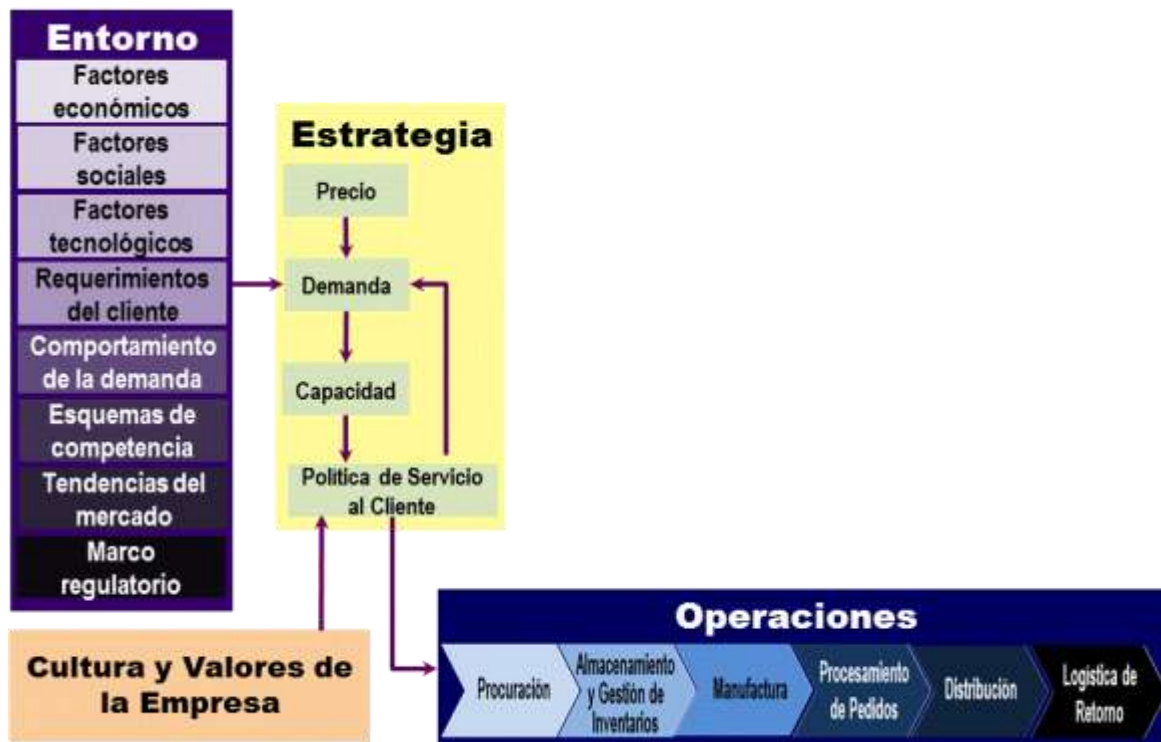 Entorno
Factores
económicos
Factores
sociales
Factores
tecnológicos
Requerimientos
del cliente
Comportamiento
de la demanda
Esquemas de
competencia
Tendencias del
mercado
Marco
regulatorio
Estrategia
Precio
Demanda
Capacidad
Política de Servicio
al Cliente
Cultura y Valores de
la Empresa
Operaciones
Procuración
Almacenamiento
y Gestión de
Inventarios
Manufactura
Procesamiento
de Pedidos
Distribución
Logística de
Retorno